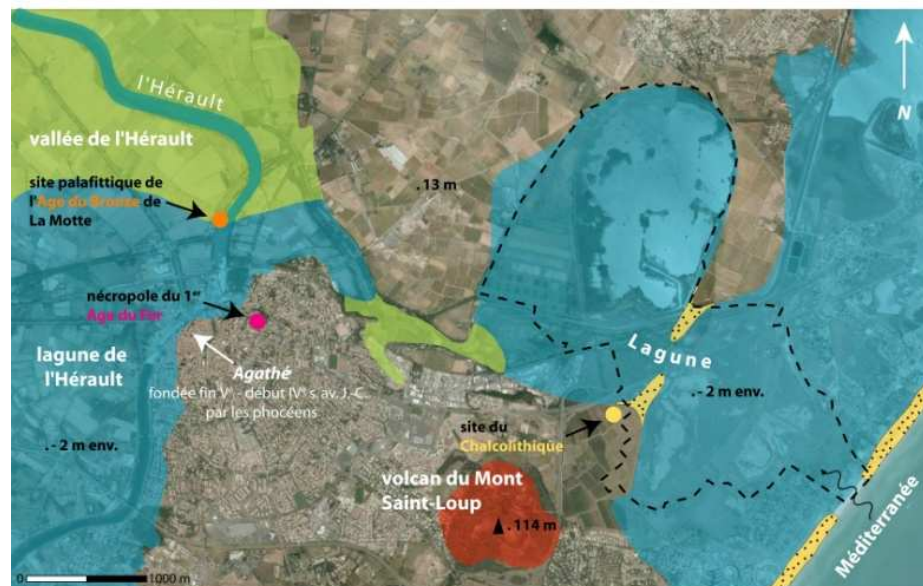 l'Hérault
N
vallée de l'Hérault
site palafittique de
l'Age du Bronze de
La Motte
. 13 m
nécropole du 1er
Age du Fer
lagune de
l'Hérault
Agathé
fondée fin Ve - début IVe s. av. J.-C.
par les phocéens
. - 2 m env.
Lagune
. - 2 m env.
site du
Chalcolithique
volcan du Mont
Saint-Loup
. 114 m
Méditerranée
0 1000 m